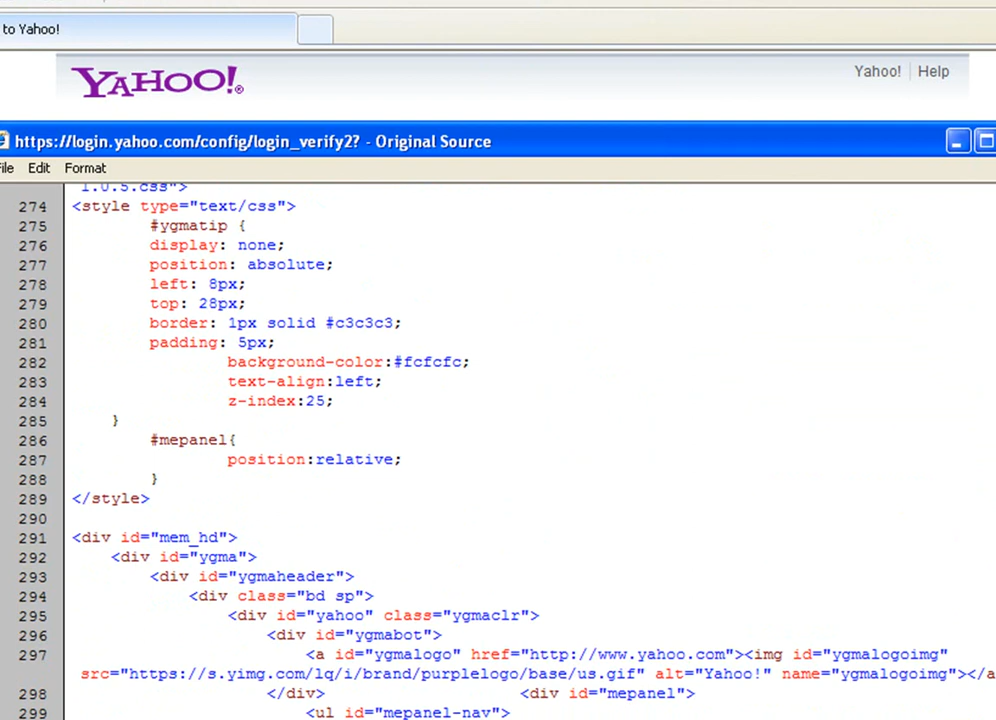 to Yahoo!
YAHOO!® Yahoo! Help
https://login.yahoo.com/config/login_verify2? - Original Source
File Edit Format
1.0.5.css">
274 <style type="text/css">
275 #ygmatip {
276 display: none;
277 position: absolute;
278 left: 8px;
279 top: 28px;
280 border: 1px solid #c3c3c3;
281 padding: 5px;
282 background-color:#fcfcfc;
283 text-align:left;
284 z-index:25;
285 }
286 #mepanel{
287 position:relative;
288 }
289 </style>
290
291 <div id="mem_hd">
292 <div id="ygma">
293 <div id="ygmaheader">
294 <div class="bd sp">
295 <div id="yahoo" class="ygmaclr">
296 <div id="ygmabot">
297 <a id="ygmalogo" href="http://www.yahoo.com"><img id="ygmalogoimg"
src="https://s.yimg.com/lq/i/brand/purplelogo/base/us.gif" alt="Yahoo!" name="ygmalogoimg"></a
298 </div> <div id="mepanel">
299 <ul id="mepanel-nav">